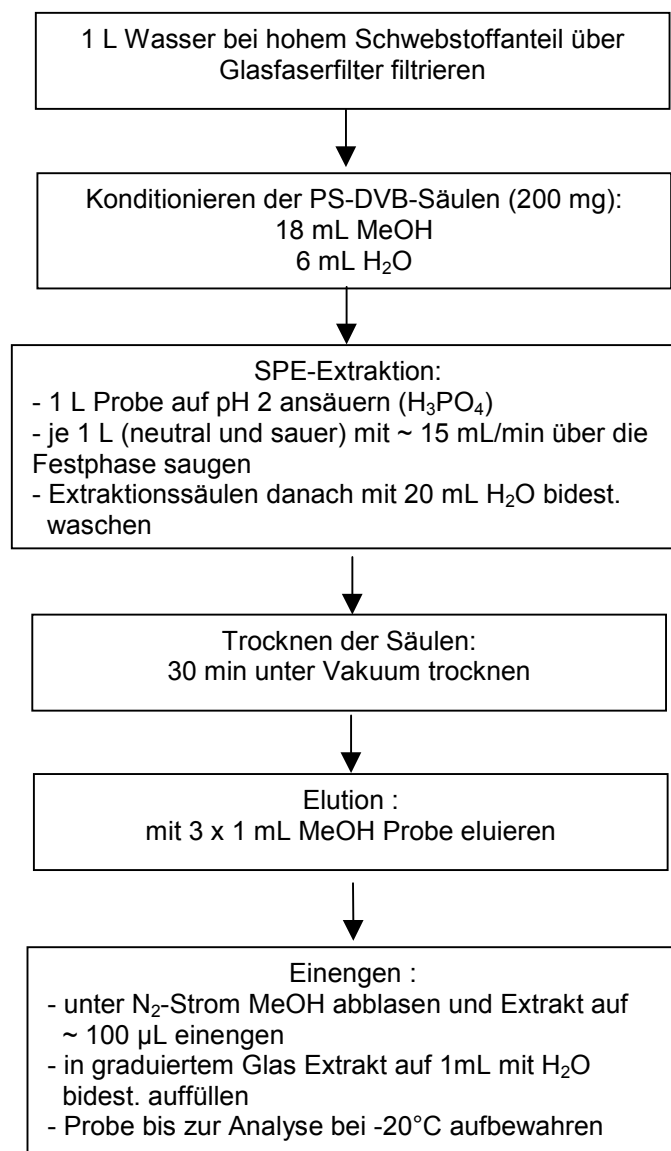 1 L Wasser bei hohem Schwebstoffanteil über
Glasfaserfilter filtrieren
Konditionieren der PS-DVB-Säulen (200 mg):
18 mL MeOH
6 mL H₂O
SPE-Extraktion:
- 1 L Probe auf pH 2 ansäuern (H₃PO₄)
- je 1 L (neutral und sauer) mit ~ 15 mL/min über die
Festphase saugen
- Extraktionssäulen danach mit 20 mL H₂O bidest.
waschen
Trocknen der Säulen:
30 min unter Vakuum trocknen
Elution :
mit 3 x 1 mL MeOH Probe eluieren
Einengen :
- unter N₂-Strom MeOH abblasen und Extrakt auf
~ 100 µL einengen
- in graduiertem Glas Extrakt auf 1mL mit H₂O
bidest. auffüllen
- Probe bis zur Analyse bei -20°C aufbewahren